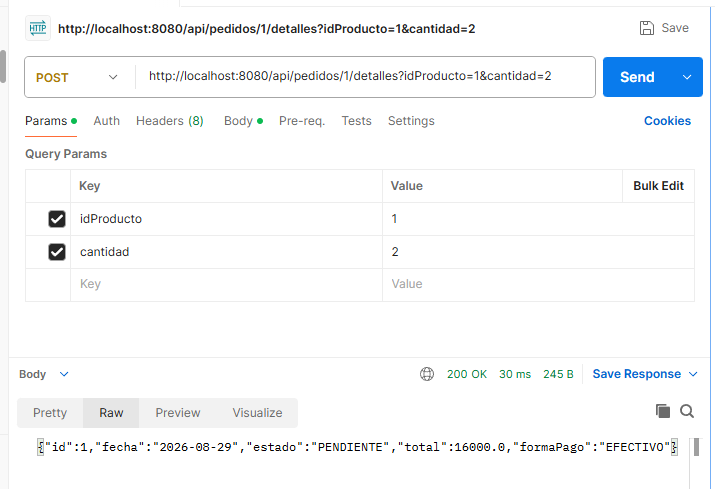 HTTP http://localhost:8080/api/pedidos/1/detalles?idProducto=1&cantidad=2 Save
POST http://localhost:8080/api/pedidos/1/detalles?idProducto=1&cantidad=2 Send
Params Auth Headers (8) Body Pre-req. Tests Settings Cookies
Query Params
Key Value Bulk Edit
idProducto 1
cantidad 2
Key Value
Body 200 OK 30 ms 245 B Save Response
Pretty Raw Preview Visualize
{"id":1,"fecha":"2026-08-29","estado":"PENDIENTE","total":16000.0,"formaPago":"EFECTIVO"}